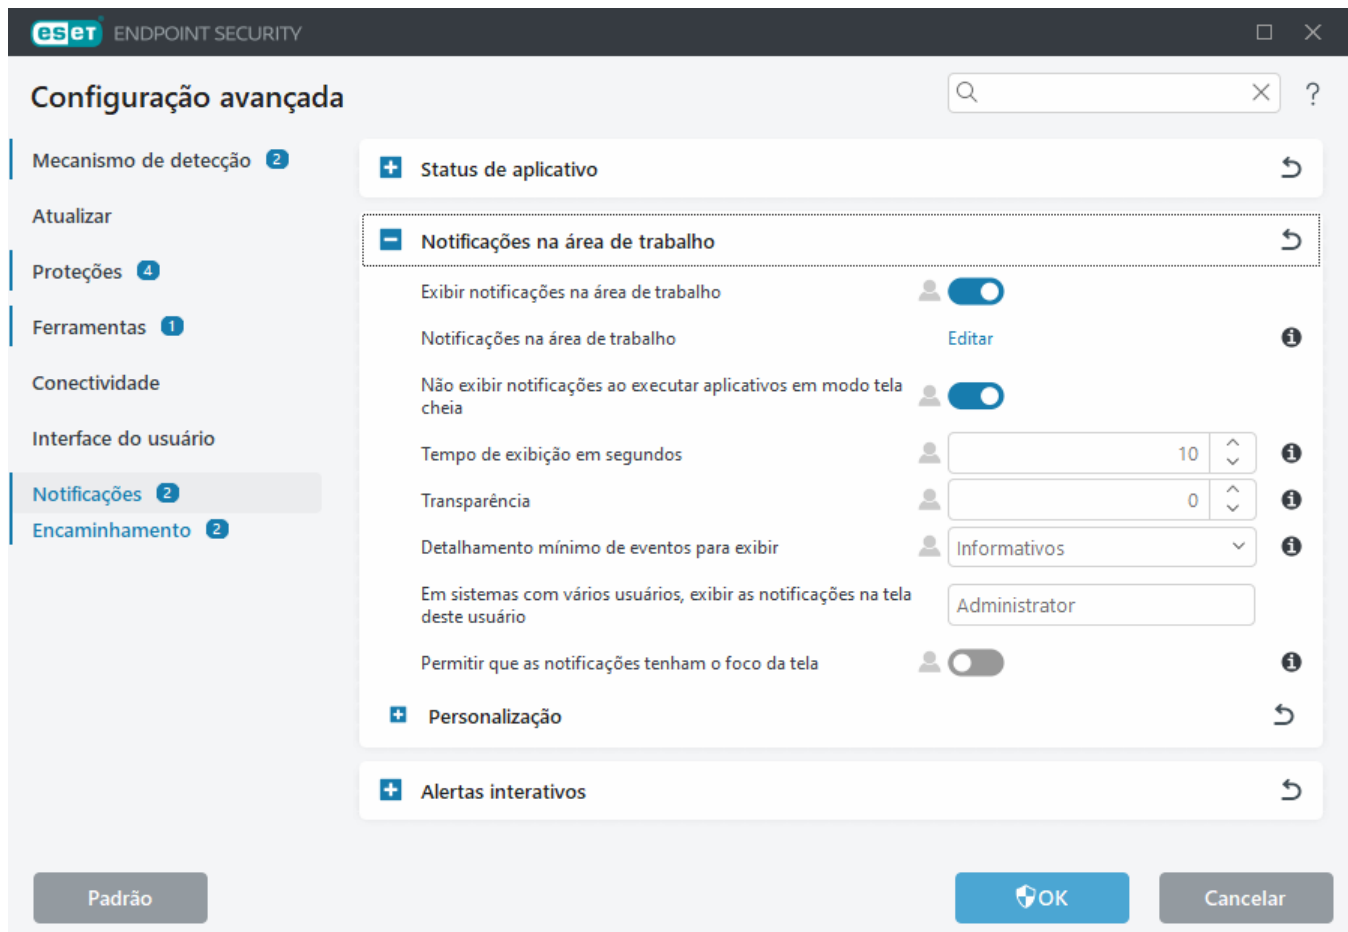 eset ENDPOINT SECURITY
Configuração avançada
?
Mecanismo de detecção 2
Atualizar
Proteções 4
Ferramentas 1
Conectividade
Interface do usuário
Notificações 2
Encaminhamento 2
Status de aplicativo
Notificações na área de trabalho
Exibir notificações na área de trabalho
Notificações na área de trabalho Editar
Não exibir notificações ao executar aplicativos em modo tela
cheia
Tempo de exibição em segundos 10
Transparência 0
Detalhamento mínimo de eventos para exibir Informativos
Em sistemas com vários usuários, exibir as notificações na tela
deste usuário
Administrator
Permitir que as notificações tenham o foco da tela
Personalização
Alertas interativos
Padrão
OK
Cancelar